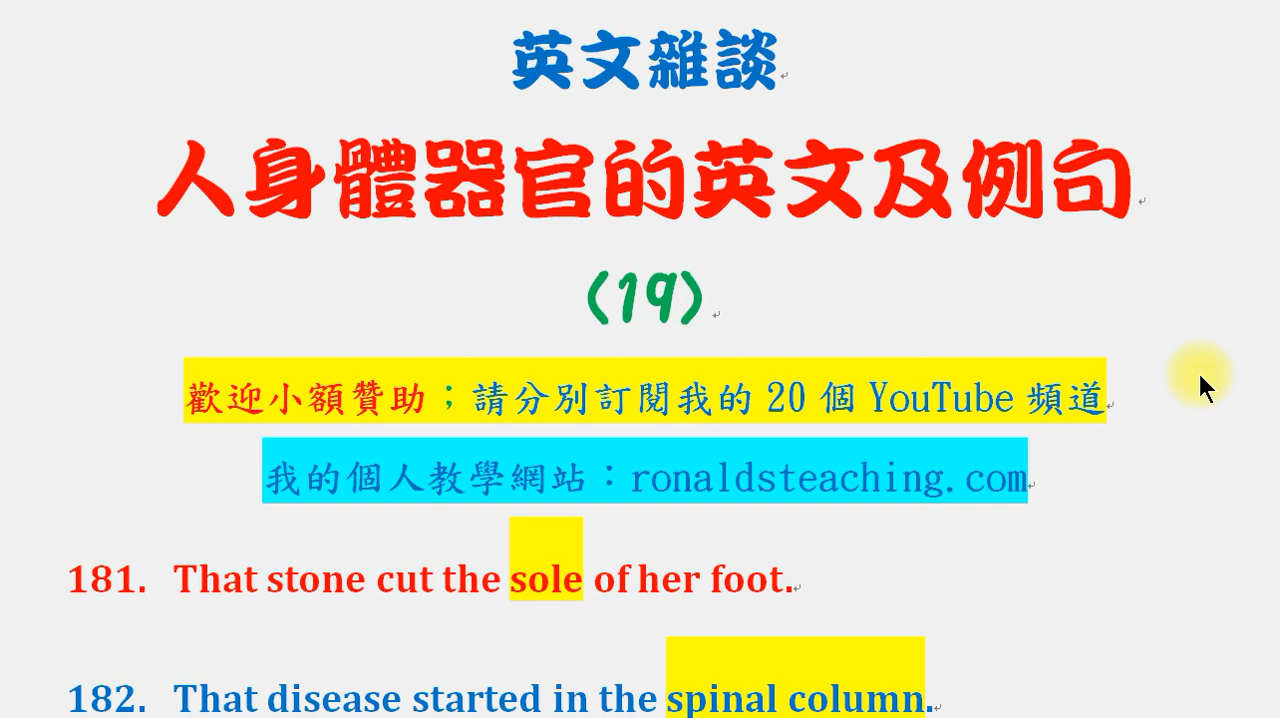 英文雜談
人身體器官的英文及例句
(19)
歡迎小額贊助；請分別訂閱我的 20 個 YouTube 頻道
我的個人教學網站：ronaldsteaching.com
181. That stone cut the sole of her foot.
182. That disease started in the spinal column.